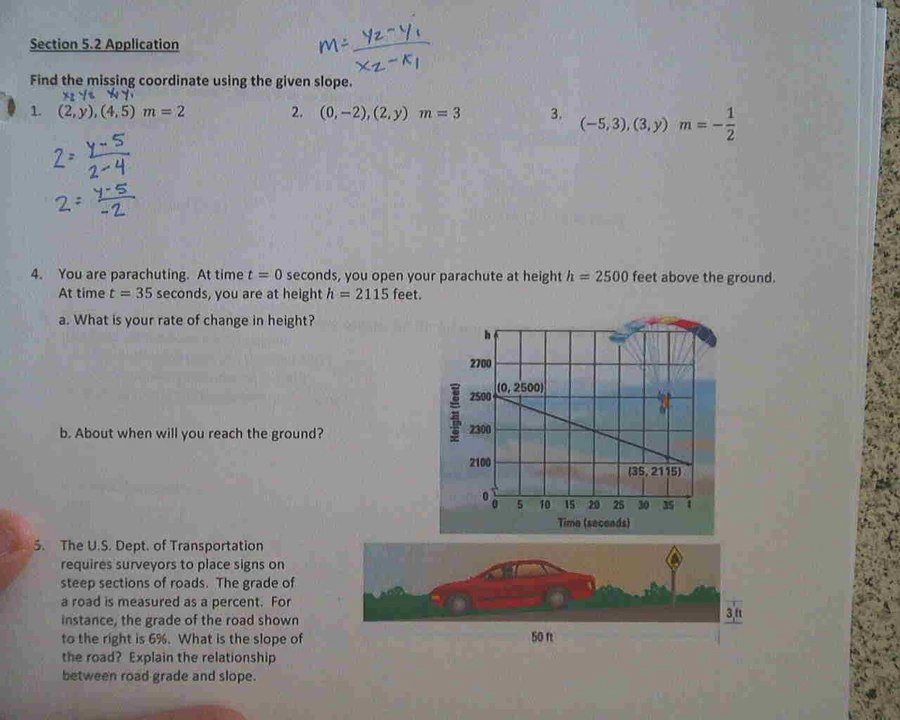 Section 5.2 Application
m = y2 - y1 / x2 - x1
Find the missing coordinate using the given slope.
x2 y2 x1 y1
1. (2, y), (4, 5) m = 2
2. (0, −2), (2, y) m = 3
3. (−5, 3), (3, y) m = − 1/2
2 = y-5 / 2-4
2 = y-5 / -2
4. You are parachuting. At time t = 0 seconds, you open your parachute at height h = 2500 feet above the ground.
At time t = 35 seconds, you are at height h = 2115 feet.
a. What is your rate of change in height?
b. About when will you reach the ground?
h
2700
2500
2300
2100
0
Height (feet)
(0, 2500)
(35, 2115)
0 5 10 15 20 25 30 35 t
Time (seconds)
5. The U.S. Dept. of Transportation
requires surveyors to place signs on
steep sections of roads. The grade of
a road is measured as a percent. For
instance, the grade of the road shown
to the right is 6%. What is the slope of
the road? Explain the relationship
between road grade and slope.
3 ft
50 ft